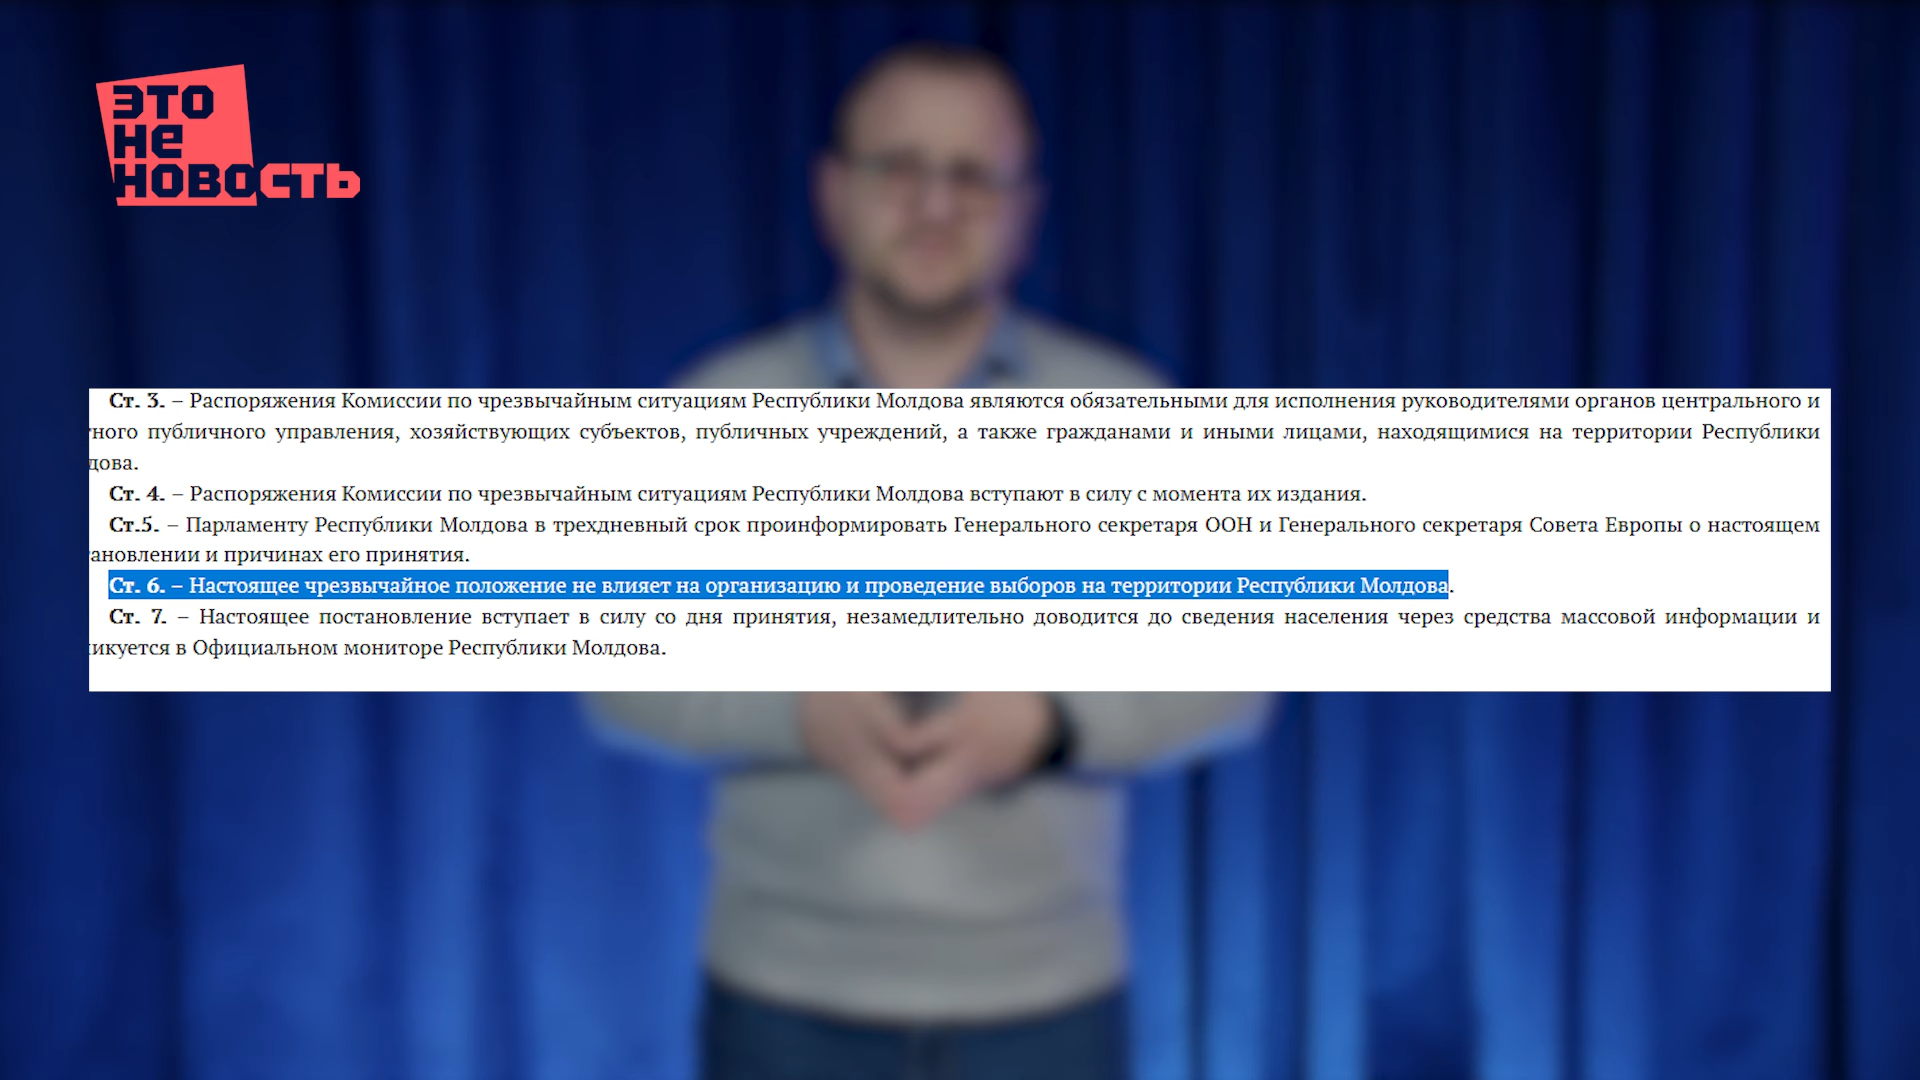 ЭТО
НЕ
НОВОСТЬ
Ст. 3. – Распоряжения Комиссии по чрезвычайным ситуациям Республики Молдова являются обязательными для исполнения руководителями органов центрального и
публичного управления, хозяйствующих субъектов, публичных учреждений, а также гражданами и иными лицами, находящимися на территории Республики
Ст. 4. – Распоряжения Комиссии по чрезвычайным ситуациям Республики Молдова вступают в силу с момента их издания.
Ст.5. – Парламенту Республики Молдова в трехдневный срок проинформировать Генерального секретаря ООН и Генерального секретаря Совета Европы о настоящем
и причинах его принятия.
Ст. 6. – Настоящее чрезвычайное положение не влияет на организацию и проведение выборов на территории Республики Молдова.
Ст. 7. – Настоящее постановление вступает в силу со дня принятия, незамедлительно доводится до сведения населения через средства массовой информации и
в Официальном мониторе Республики Молдова.